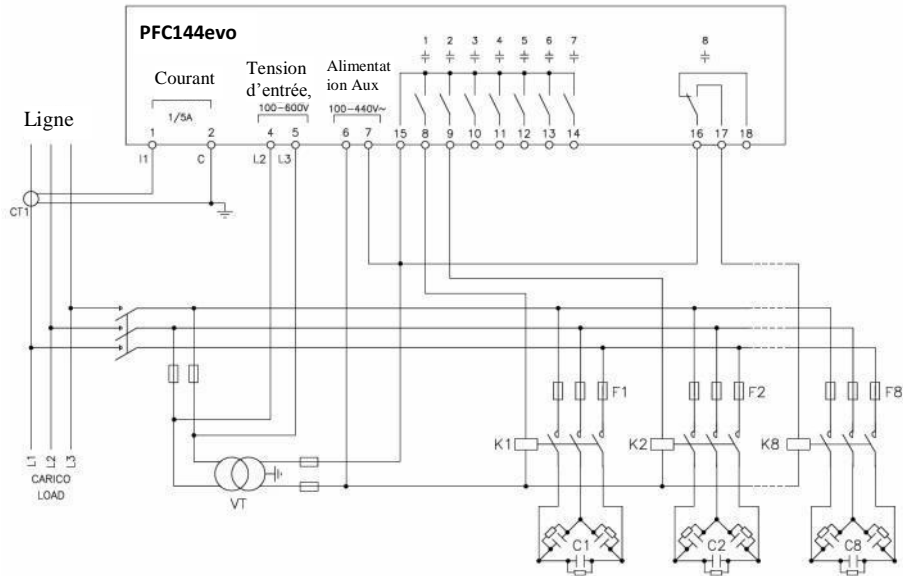 PFC144evo
1 2 3 4 5 6 7 8
Courant
Tension
d'entrée,
Alimentat
ion Aux
1/5A
100-600V
100-440V~
Ligne
1 2 4 5 6 7 15 8 9 10 11 12 13 14 16 17 18
I1 C L2 L3
CT1
F1 F2 F8
K1 K2 K8
L1 L2 L3
CARICO
LOAD
VT
C1 C2 C8